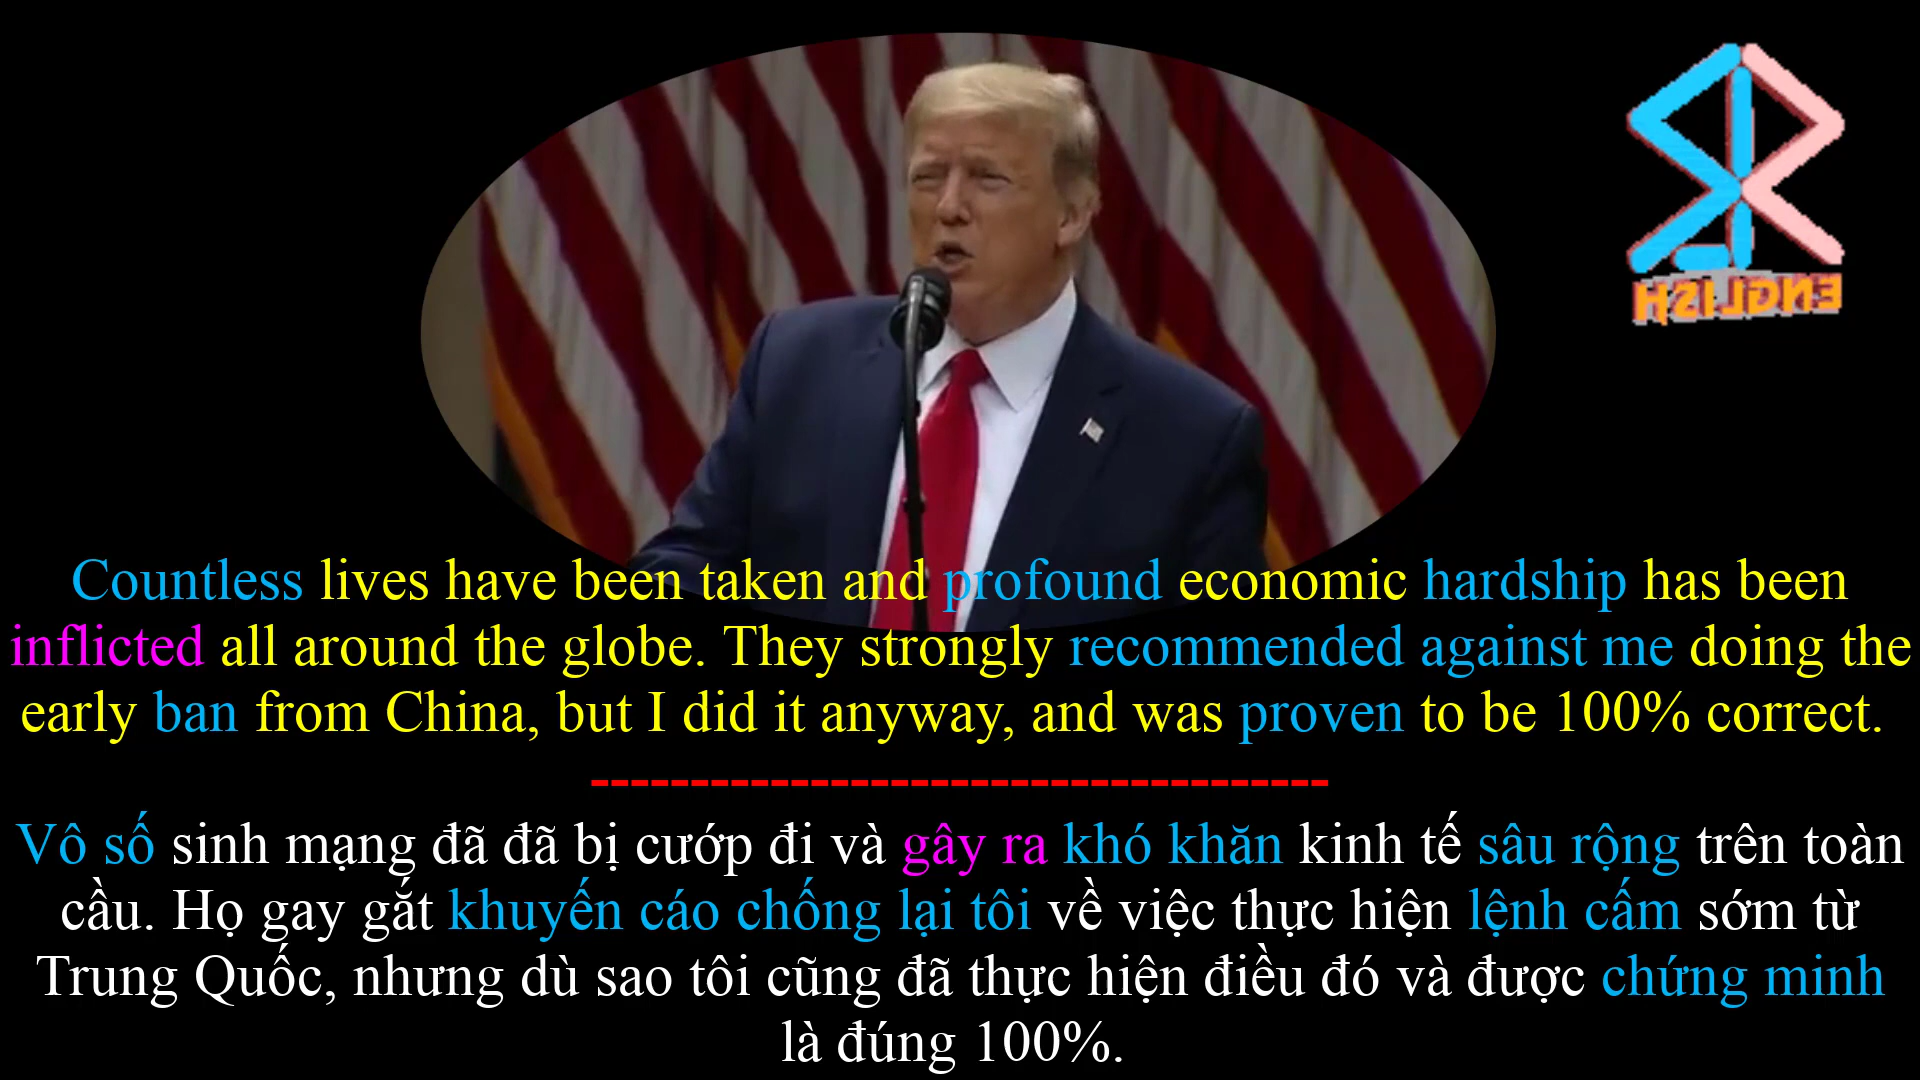 ENGLISH
Countless lives have been taken and profound economic hardship has been
inflicted all around the globe. They strongly recommended against me doing the
early ban from China, but I did it anyway, and was proven to be 100% correct.
-------------------------------------
Vô số sinh mạng đã đã bị cướp đi và gây ra khó khăn kinh tế sâu rộng trên toàn
cầu. Họ gay gắt khuyến cáo chống lại tôi về việc thực hiện lệnh cấm sớm từ
Trung Quốc, nhưng dù sao tôi cũng đã thực hiện điều đó và được chứng minh
là đúng 100%.